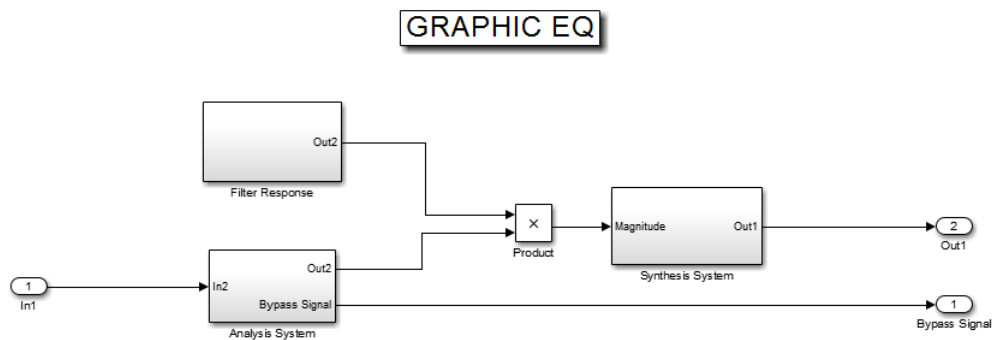 GRAPHIC EQ
Out2
Filter Response
×
Product
Magnitude Out1
Synthesis System
2
Out1
1
In1
In2
Out2
Bypass Signal
Analysis System
1
Bypass Signal